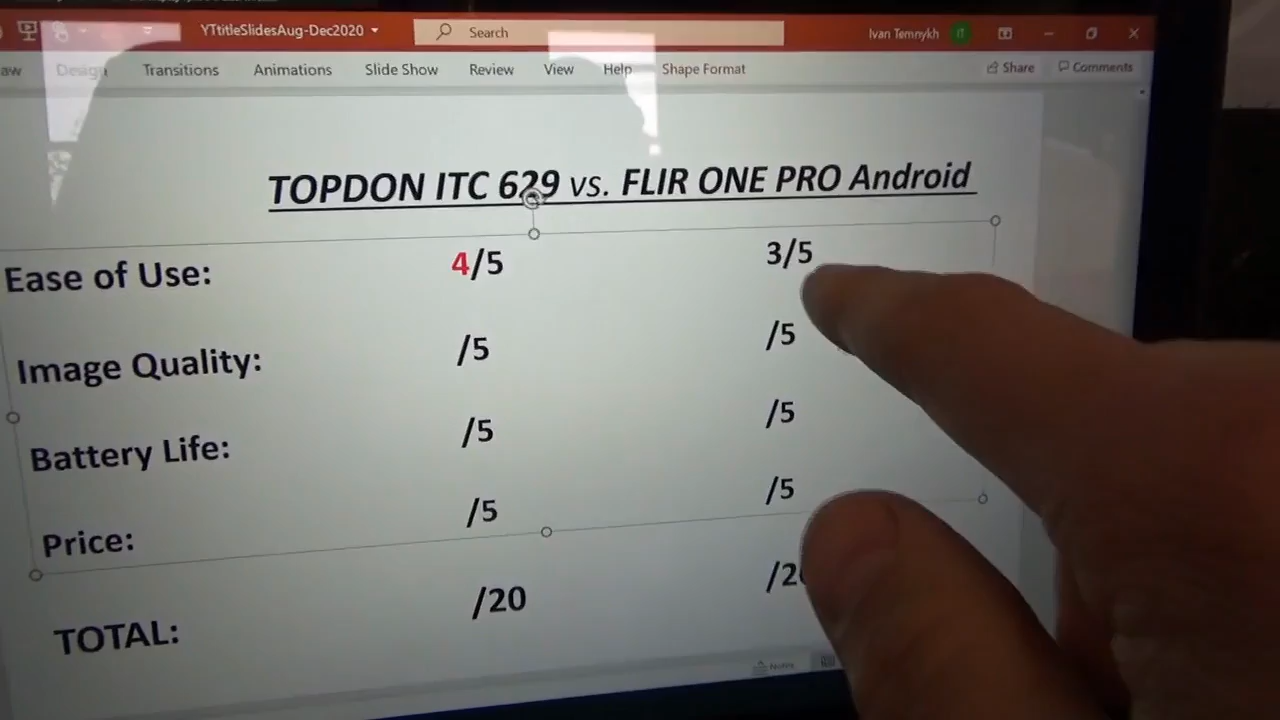 YTtitleSlidesAug-Dec2020
Search
Ivan Temnykh
IT
Design Transitions Animations Slide Show Review View Help Shape Format
Share Comments
TOPDON ITC 629 vs. FLIR ONE PRO Android
Ease of Use: 4/5 3/5
Image Quality: /5 /5
Battery Life: /5 /5
Price: /5 /5
TOTAL: /20
Notes